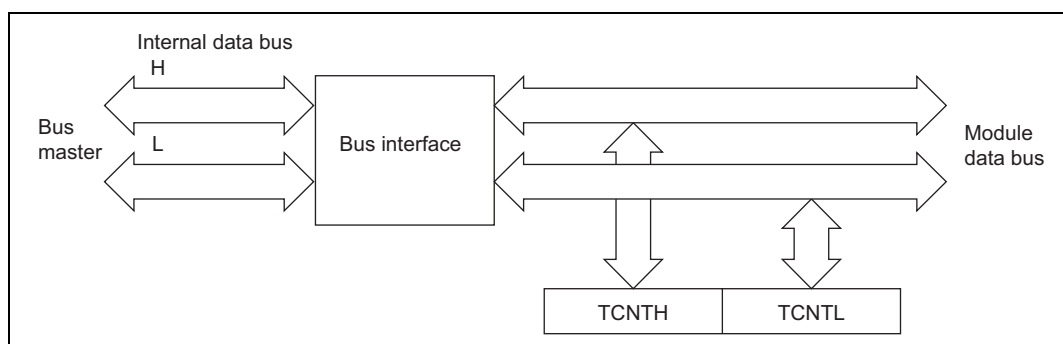 Internal data bus
H
Bus
master
L
Bus interface
Module
data bus
TCNTH
TCNTL